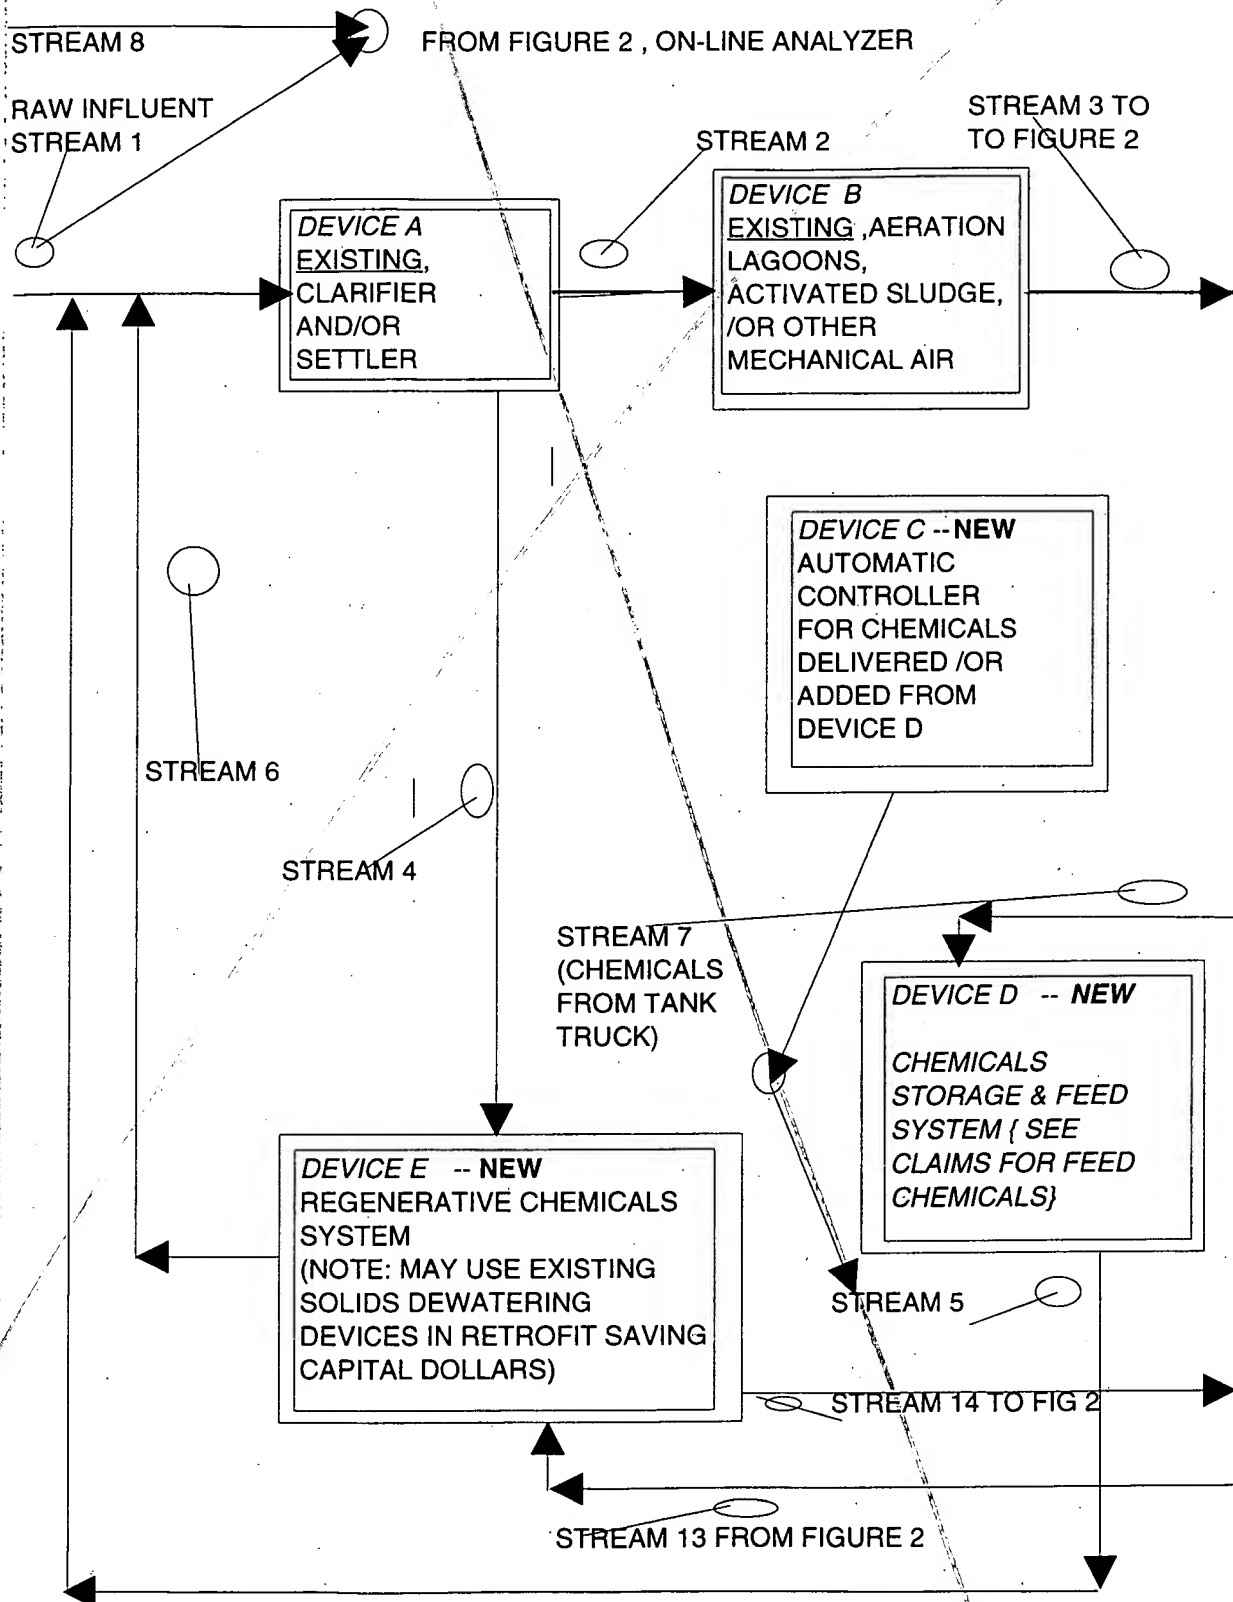 STREAM 8
FROM FIGURE 2 , ON-LINE ANALYZER
RAW INFLUENT
STREAM 1
STREAM 2
STREAM 3 TO
TO FIGURE 2
DEVICE A
EXISTING,
CLARIFIER
AND/OR
SETTLER
DEVICE B
EXISTING ,AERATION
LAGOONS,
ACTIVATED SLUDGE,
/OR OTHER
MECHANICAL AIR
DEVICE C --NEW
AUTOMATIC
CONTROLLER
FOR CHEMICALS
DELIVERED /OR
ADDED FROM
DEVICE D
STREAM 6
STREAM 4
STREAM 7
(CHEMICALS
FROM TANK
TRUCK)
DEVICE D -- NEW
CHEMICALS
STORAGE & FEED
SYSTEM { SEE
CLAIMS FOR FEED
CHEMICALS}
DEVICE E -- NEW
REGENERATIVE CHEMICALS
SYSTEM
(NOTE: MAY USE EXISTING
SOLIDS DEWATERING
DEVICES IN RETROFIT SAVING
CAPITAL DOLLARS)
STREAM 5
STREAM 14 TO FIG 2
STREAM 13 FROM FIGURE 2